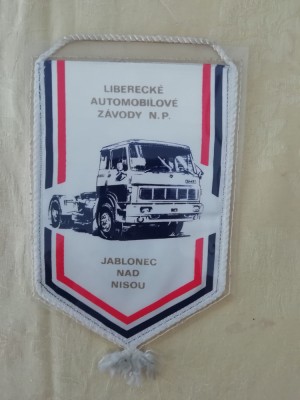 LIBERECKÉ
AUTOMOBILOVÉ
ZÁVODY N.P.
JABLONEC
NAD
NISOU